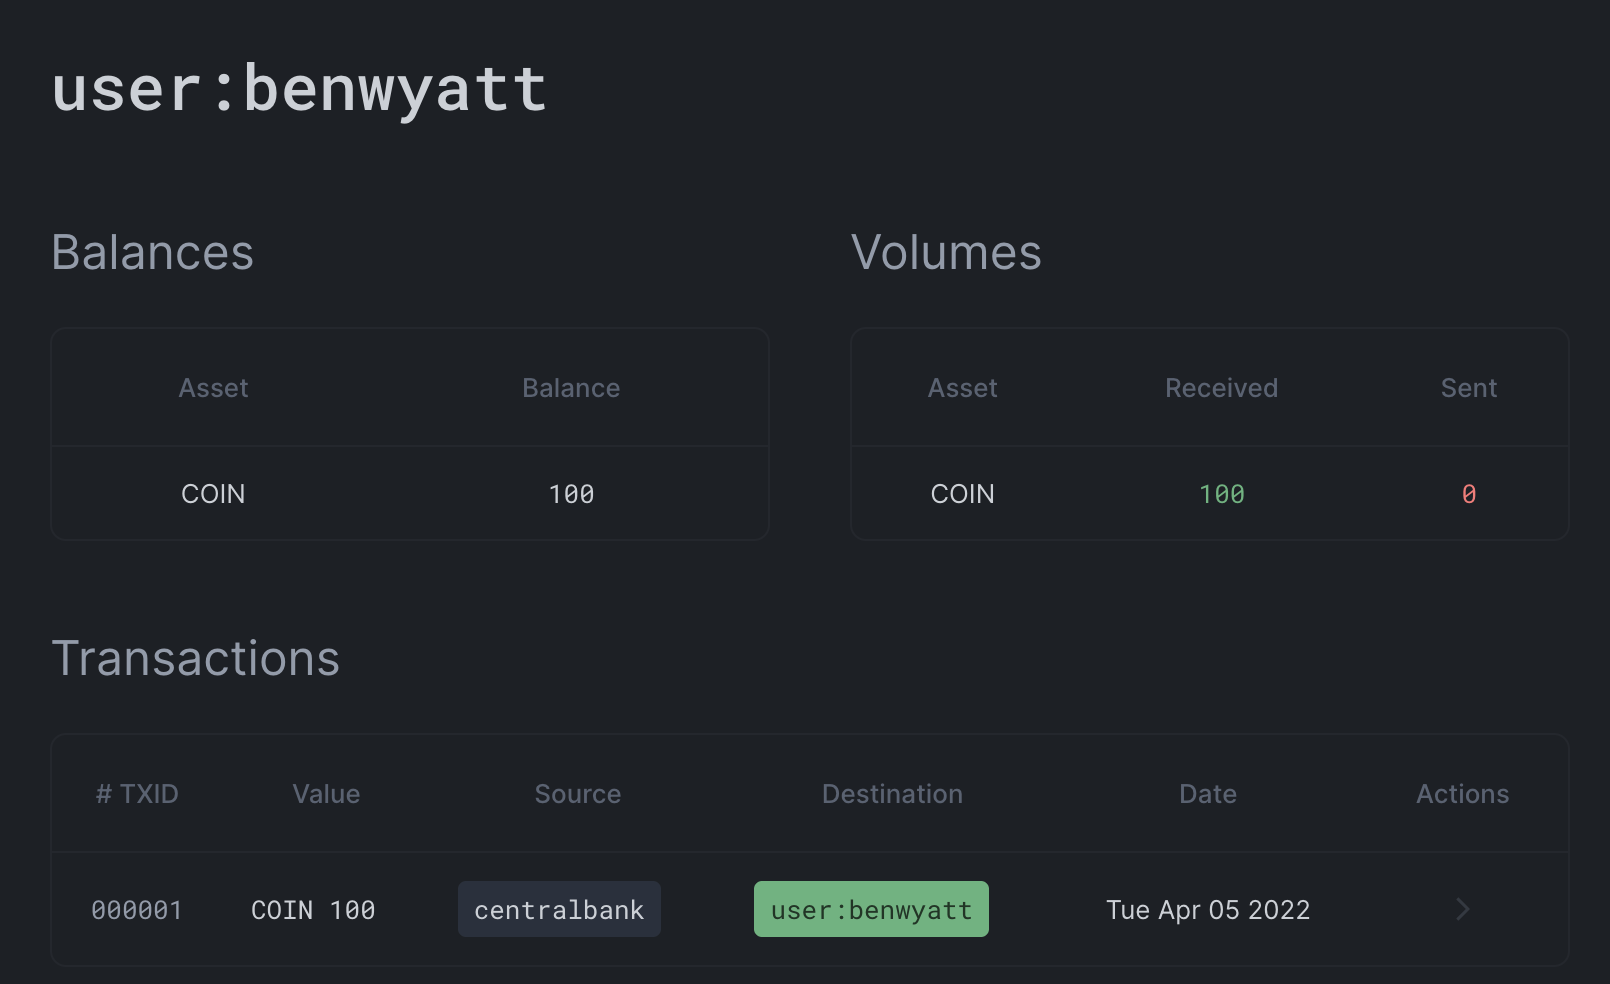 user:benwyatt
Balances
Asset Balance
COIN 100
Volumes
Asset Received Sent
COIN 100 0
Transactions
# TXID Value Source Destination Date Actions
000001 COIN 100 centralbank user:benwyatt Tue Apr 05 2022